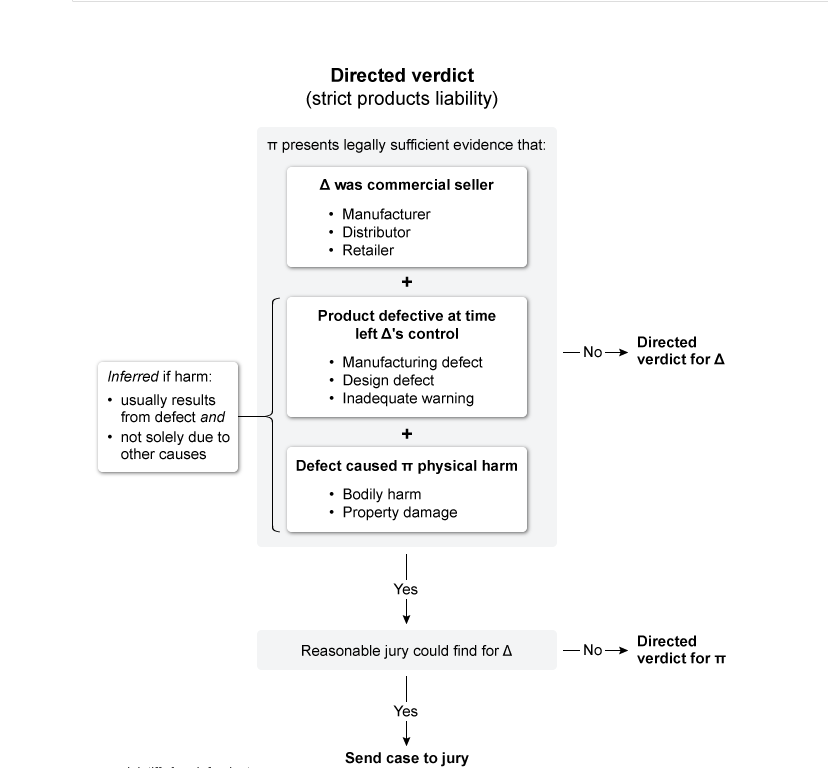 Directed verdict
(strict products liability)
π presents legally sufficient evidence that:
Δ was commercial seller
• Manufacturer
• Distributor
• Retailer
+
Product defective at time
left Δ's control
• Manufacturing defect
• Design defect
• Inadequate warning
+
Defect caused π physical harm
• Bodily harm
• Property damage
Inferred if harm:
• usually results
from defect and
• not solely due to
other causes
No
Directed
verdict for Δ
Yes
Reasonable jury could find for Δ
No
Directed
verdict for π
Yes
Send case to jury